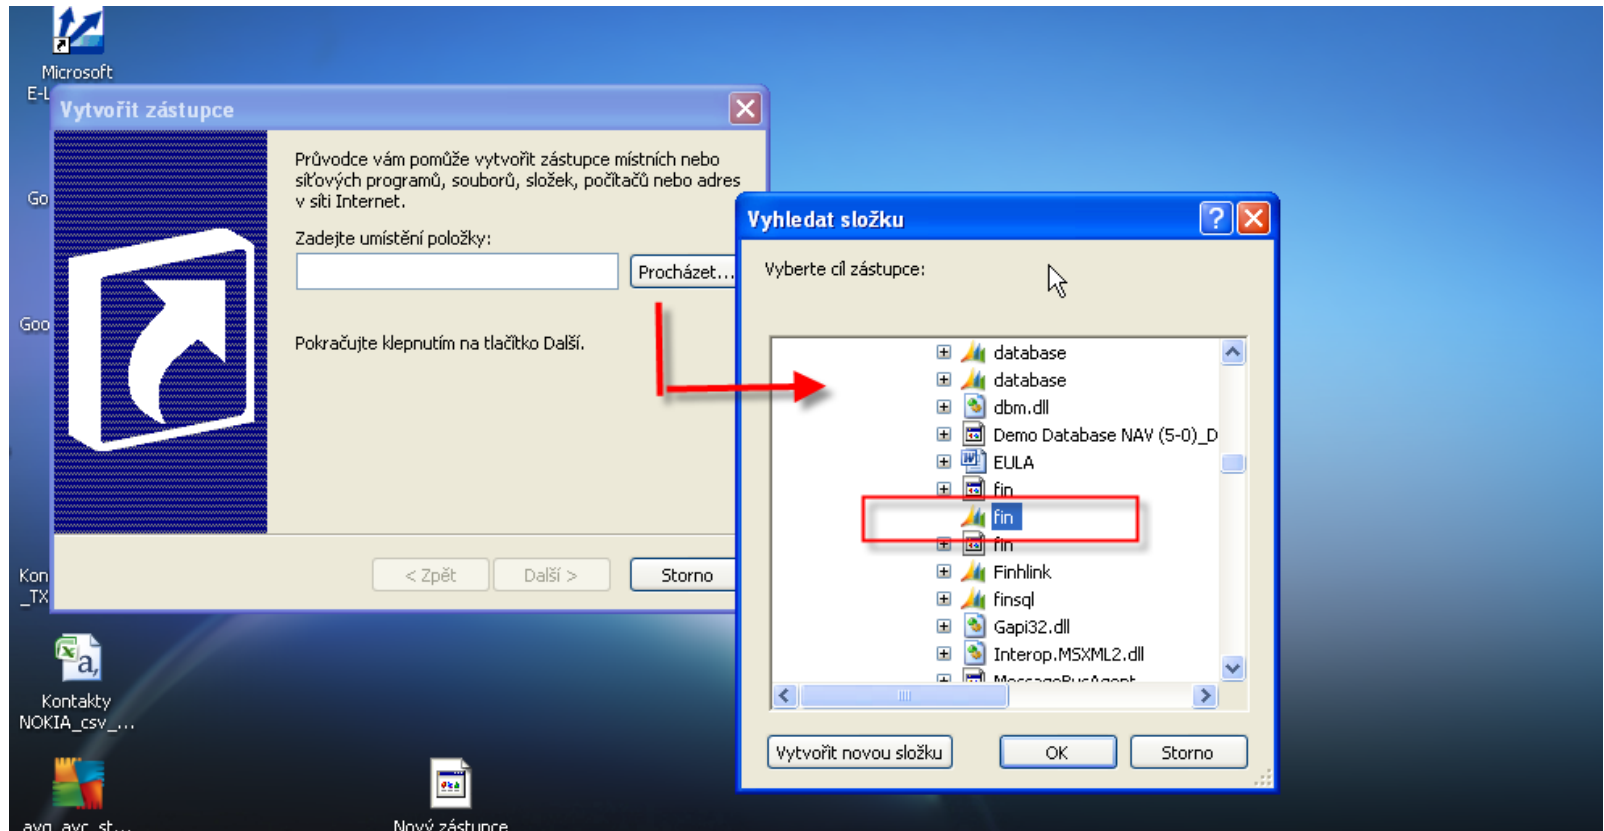 Microsoft
E-L
Go
Goo
Kon
_TX
Kontakty
NOKIA_csv_...
avg_avc_st...
Nový zástupce
Vytvořit zástupce
Průvodce vám pomůže vytvořit zástupce místních nebo
síťových programů, souborů, složek, počítačů nebo adres
v síti Internet.
Zadejte umístění položky:
Procházet...
Pokračujte klepnutím na tlačítko Další.
< Zpět
Další >
Storno
Vyhledat složku
Vyberte cíl zástupce:
database
database
dbm.dll
Demo Database NAV (5-0)_D
EULA
fin
fin
fin
Finhlink
finsql
Gapi32.dll
Interop.MSXML2.dll
MessageBusAgent
Vytvořit novou složku
OK
Storno